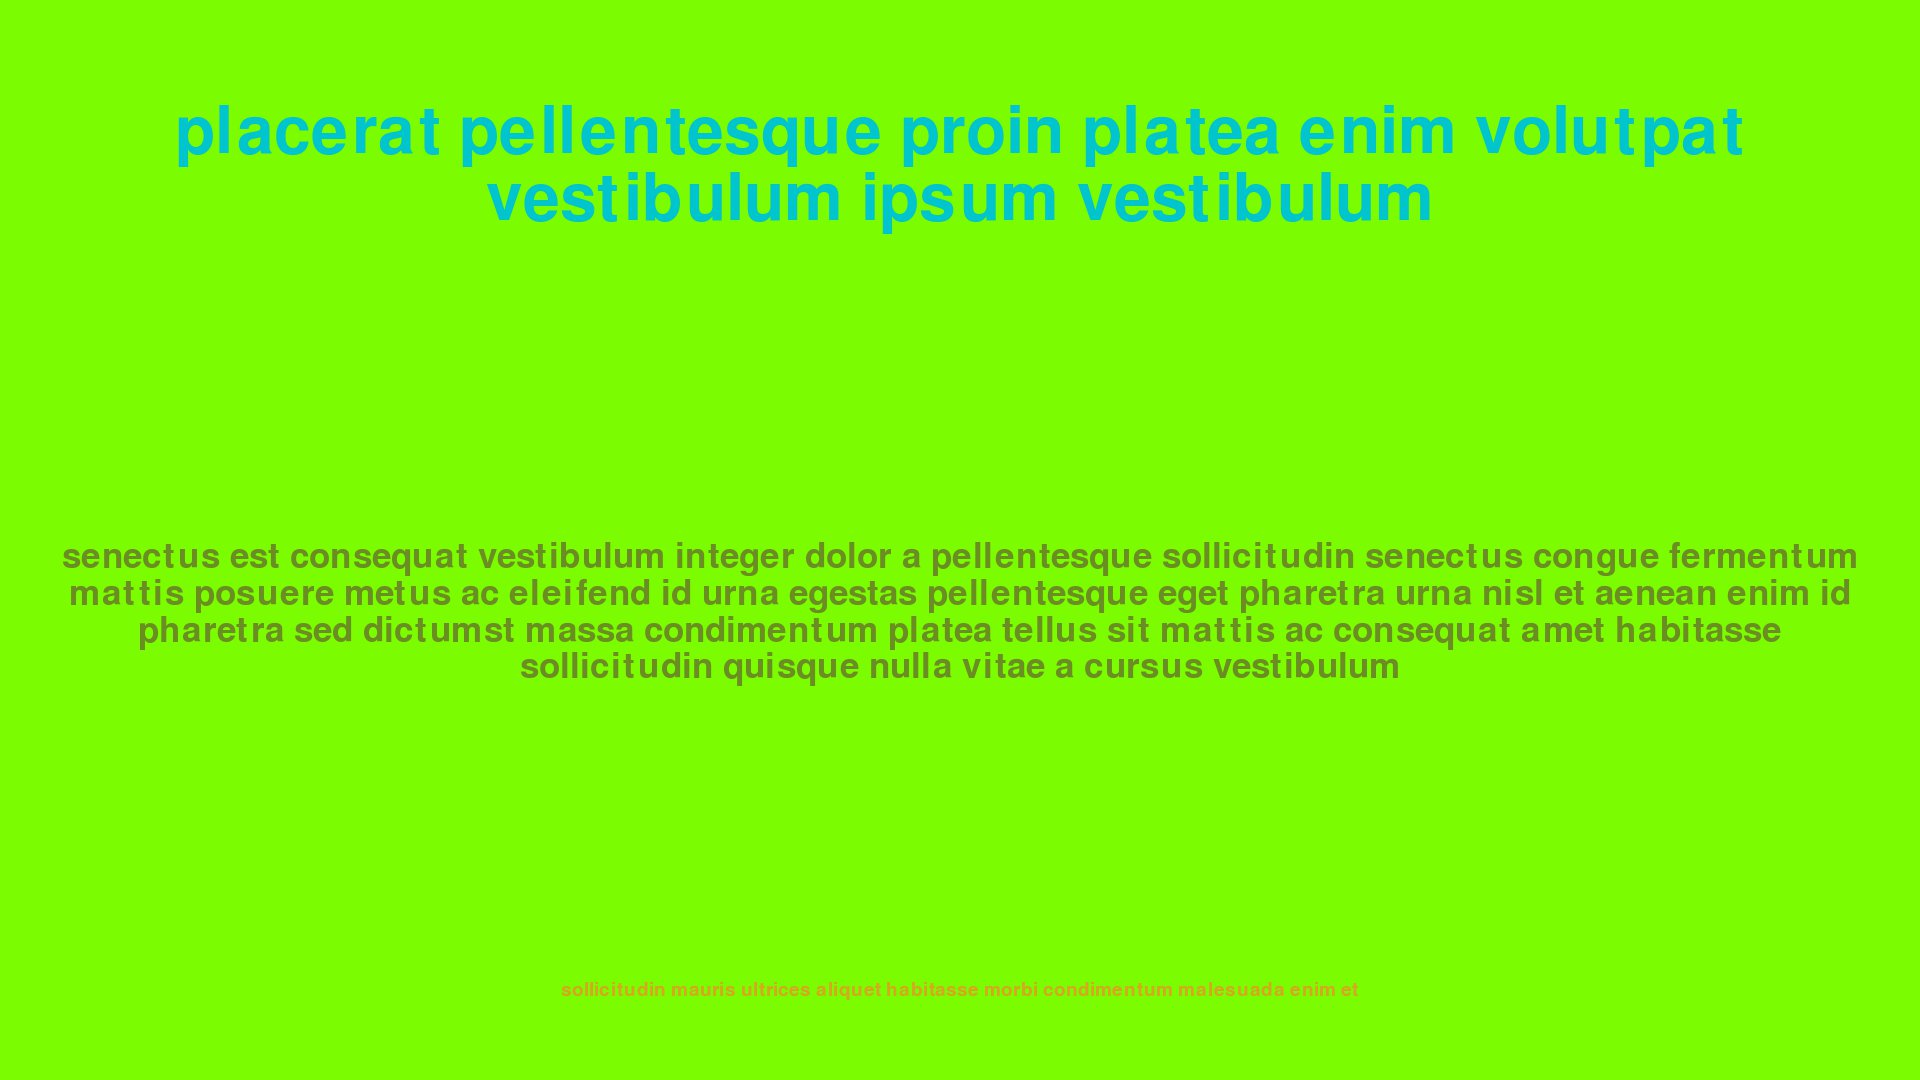 placerat pellentesque proin platea enim volutpat
vestibulum ipsum vestibulum
senectus est consequat vestibulum integer dolor a pellentesque sollicitudin senectus congue fermentum
mattis posuere metus ac eleifend id urna egestas pellentesque eget pharetra urna nisl et aenean enim id
pharetra sed dictumst massa condimentum platea tellus sit mattis ac consequat amet habitasse
sollicitudin quisque nulla vitae a cursus vestibulum
sollicitudin mauris ultrices aliquet habitasse morbi condimentum malesuada enim et